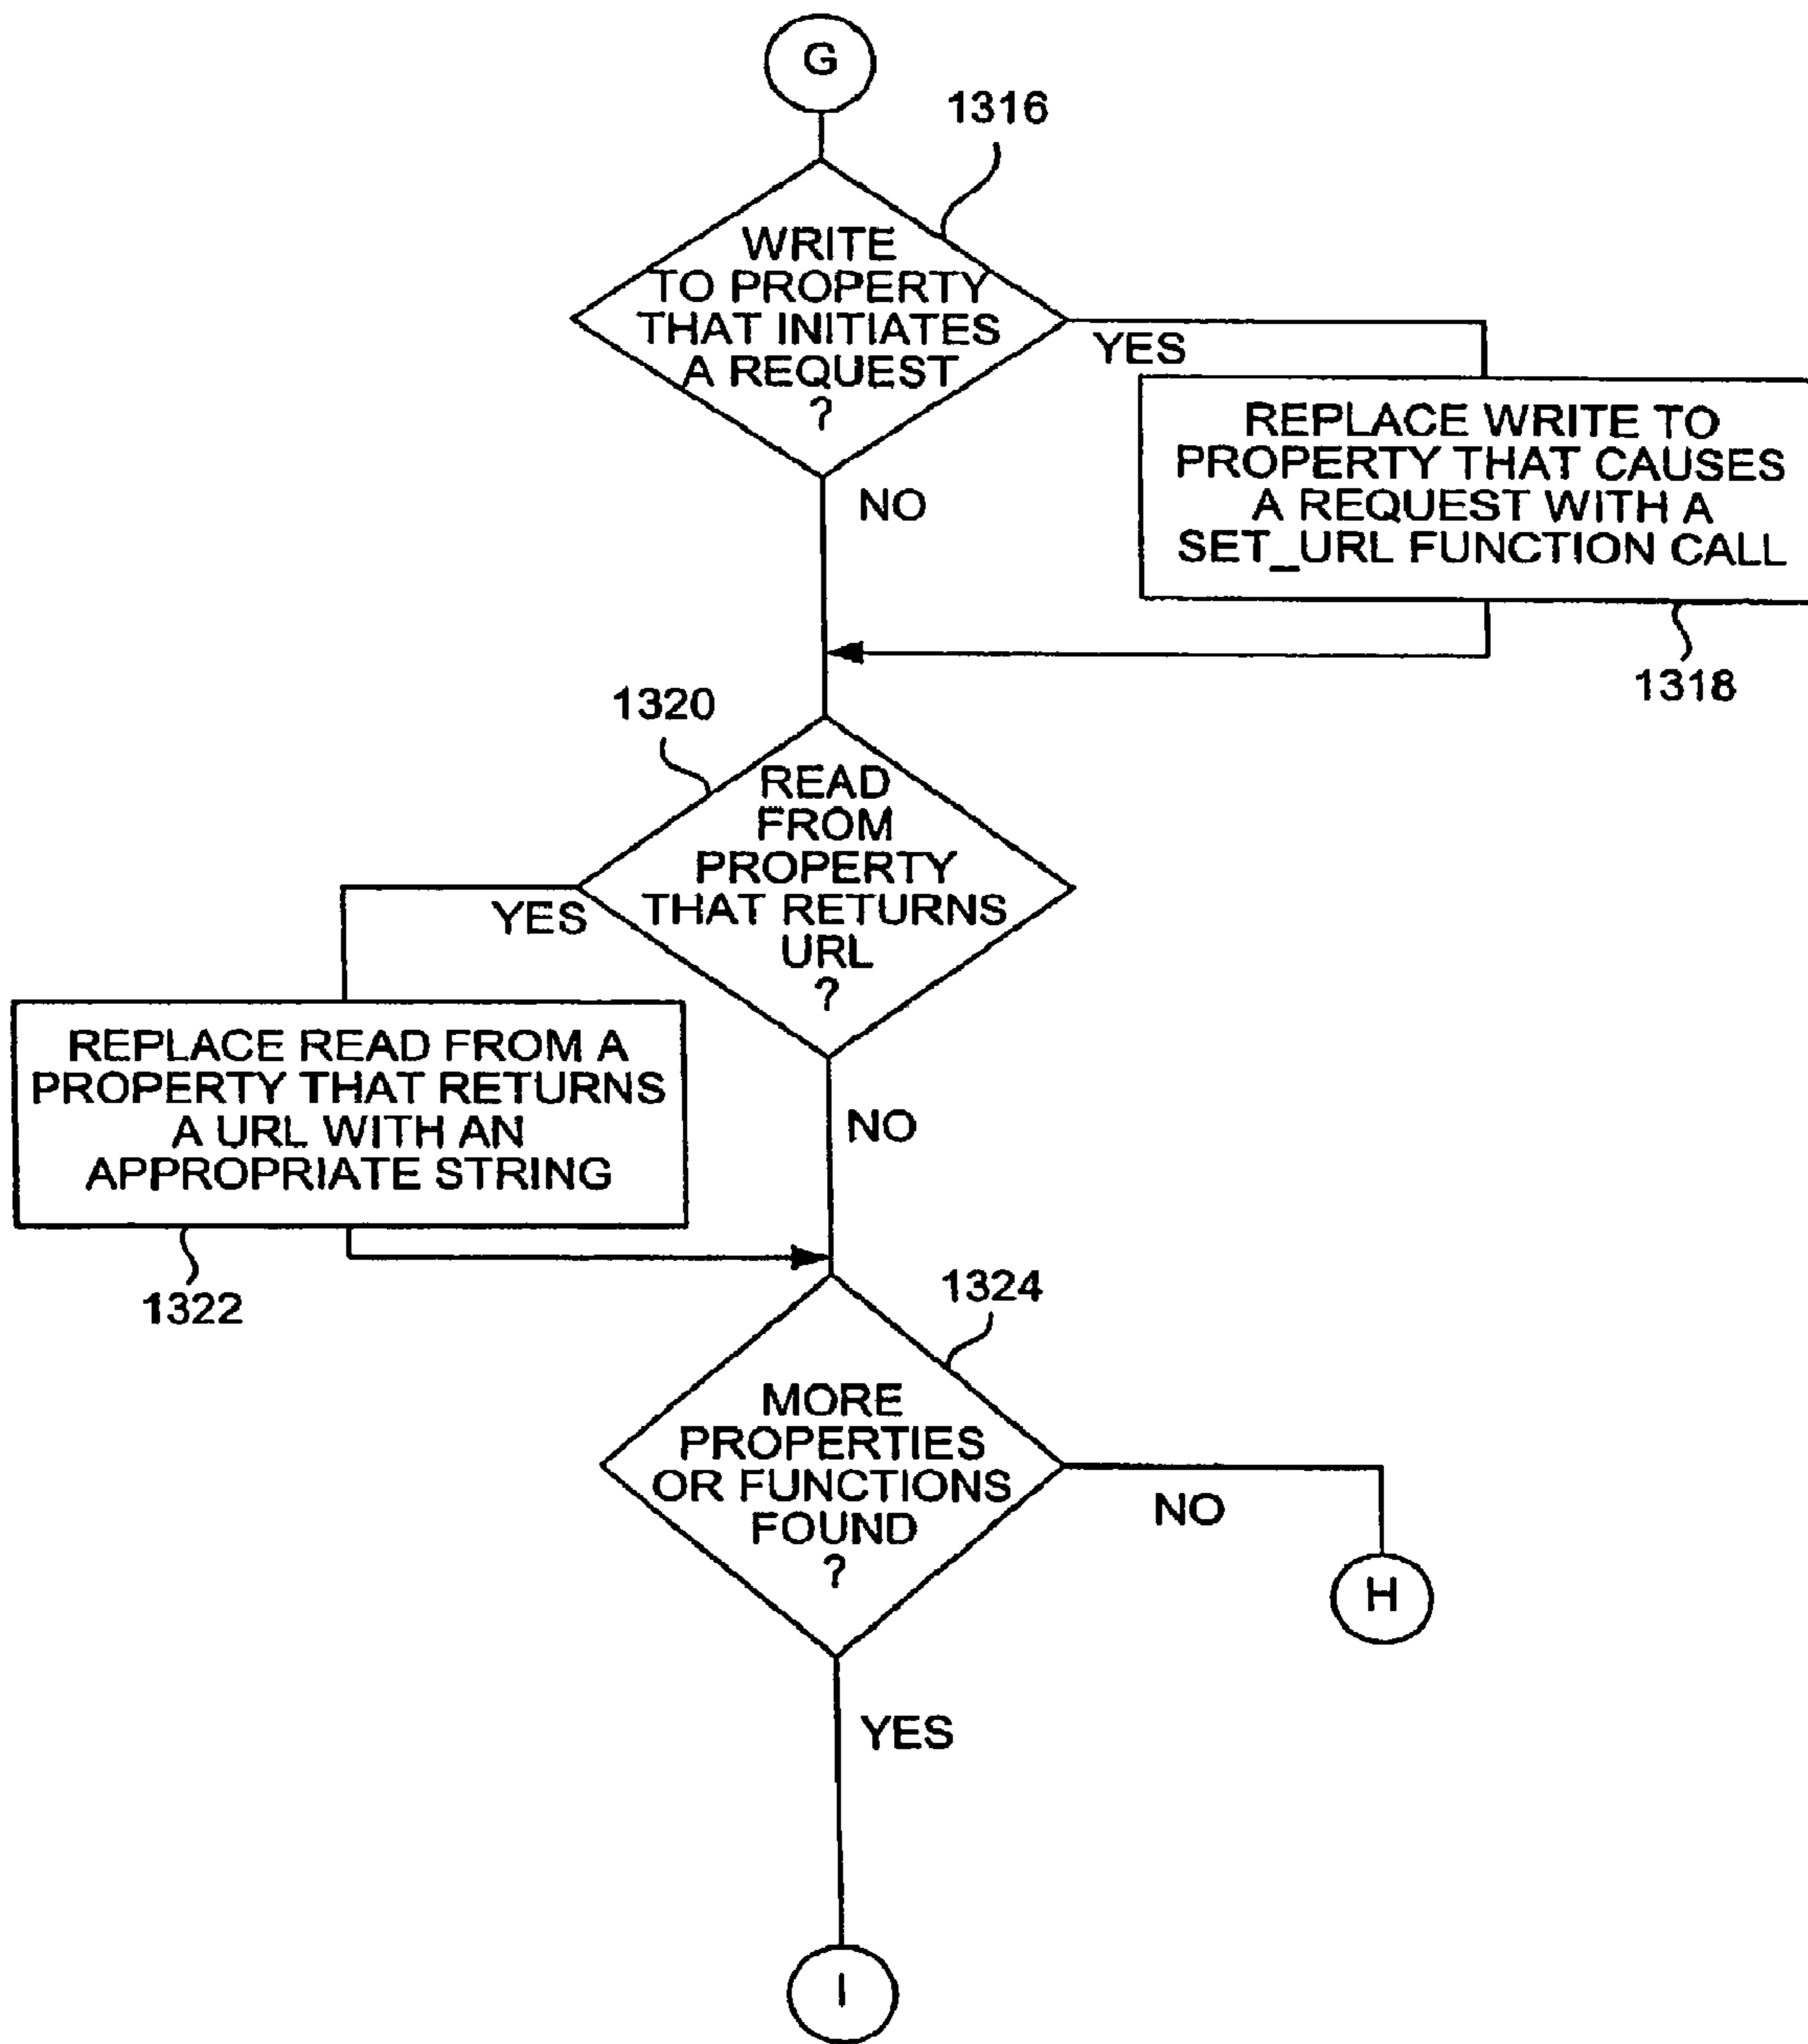 G
1316
WRITE
TO PROPERTY
THAT INITIATES
A REQUEST
?
YES
REPLACE WRITE TO
PROPERTY THAT CAUSES
A REQUEST WITH A
SET_URL FUNCTION CALL
NO
1318
1320
READ
FROM
PROPERTY
THAT RETURNS
URL
?
YES
REPLACE READ FROM A
PROPERTY THAT RETURNS
A URL WITH AN
APPROPRIATE STRING
NO
1322
1324
MORE
PROPERTIES
OR FUNCTIONS
FOUND
?
NO
H
YES
I